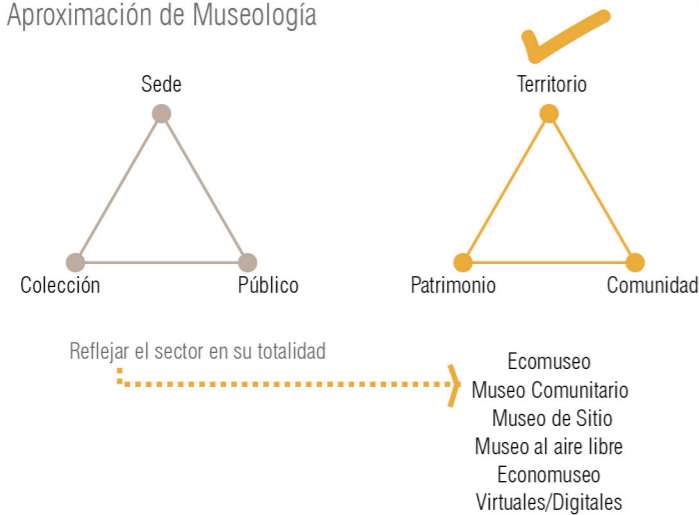 Aproximación de Museología
Sede
Territorio
Colección
Público
Patrimonio
Comunidad
Reflejar el sector en su totalidad
Ecomuseo
Museo Comunitario
Museo de Sitio
Museo al aire libre
Economuseo
Virtuales/Digitales